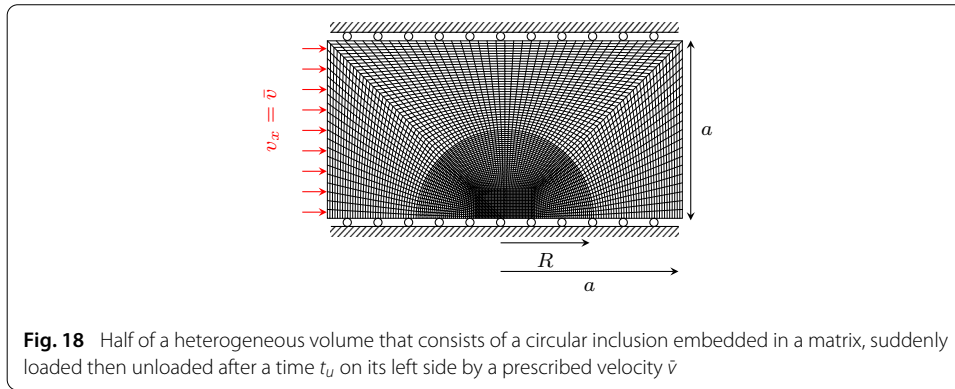 v_x = v̄
a
R
a
Fig. 18 Half of a heterogeneous volume that consists of a circular inclusion embedded in a matrix, suddenly
loaded then unloaded after a time t_u on its left side by a prescribed velocity v̄